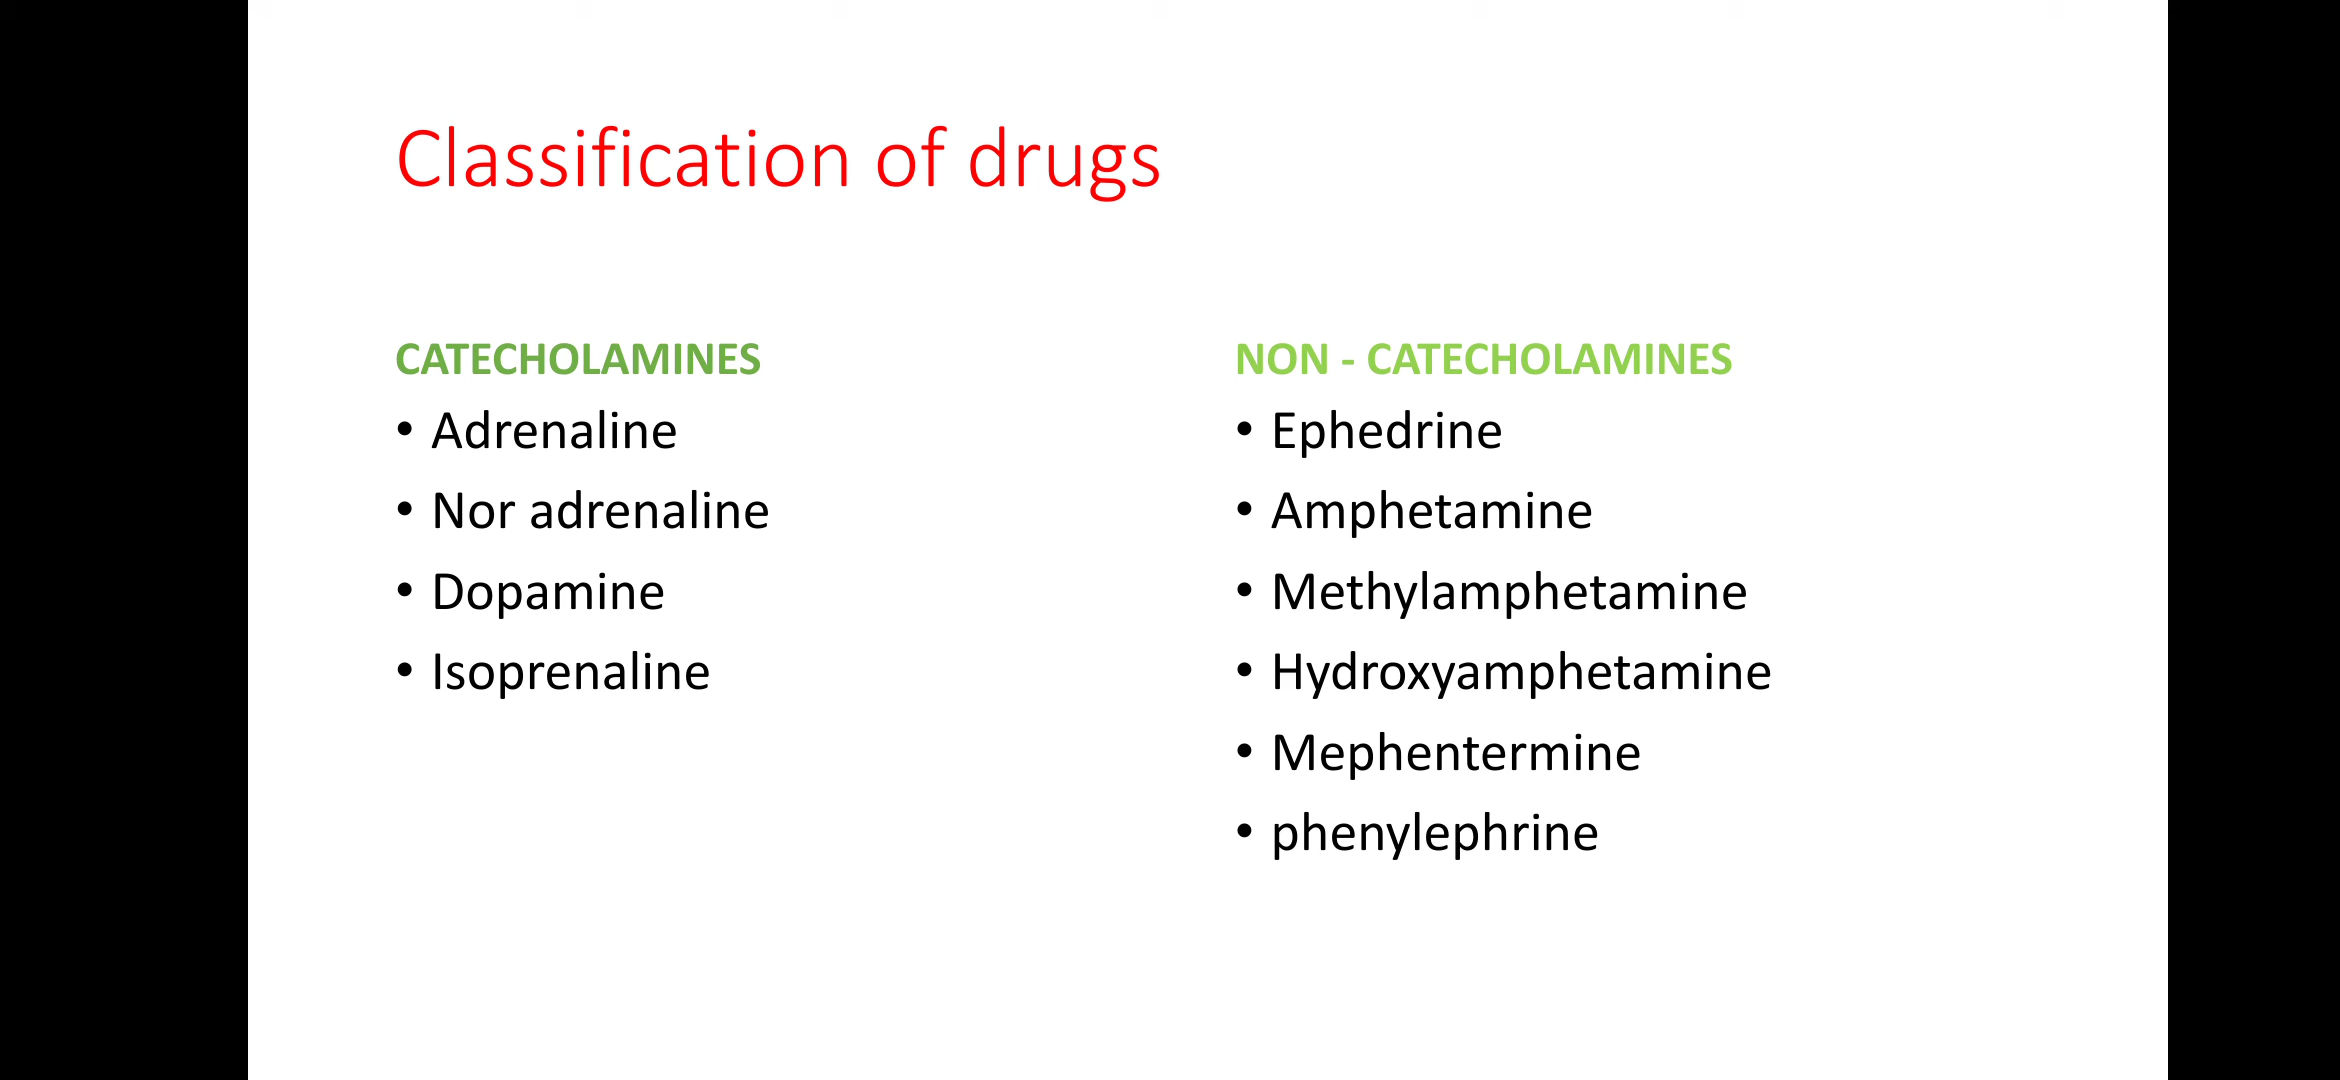 Classification of drugs
CATECHOLAMINES
• Adrenaline
• Nor adrenaline
• Dopamine
• Isoprenaline
NON - CATECHOLAMINES
• Ephedrine
• Amphetamine
• Methylamphetamine
• Hydroxyamphetamine
• Mephentermine
• phenylephrine